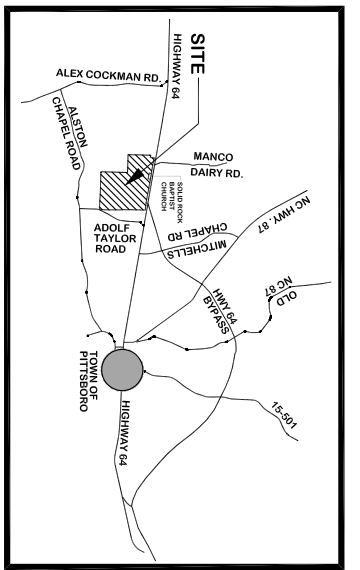 SITE
HIGHWAY 64
ALEX COCKMAN RD.
ALSTON
CHAPEL ROAD
MANCO
DAIRY RD.
SOLID ROCK
BAPTIST
CHURCH
ADOLF
TAYLOR
ROAD
MITCHELLS
CHAPEL RD
NC HWY. 87
HWY 64
BYPASS
OLD
NC 87
TOWN OF
PITTSBORO
HIGHWAY 64
15-501